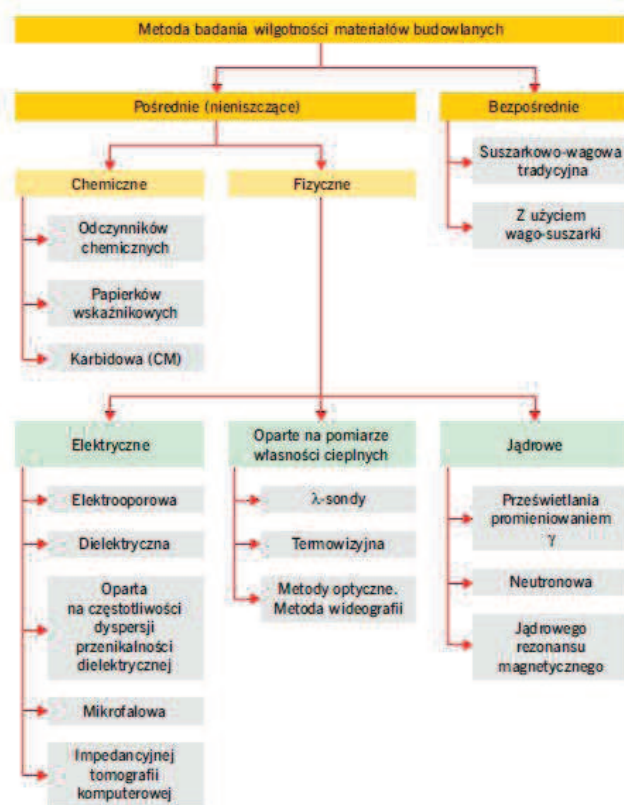 Metoda badania wilgotności materiałów budowlanych
Pośrednie (nieniszczące)
Bezpośrednie
Suszarkowo-wagowa
tradycyjna
Z użyciem
wago-suszarki
Chemiczne
Fizyczne
Odczynników
chemicznych
Papierków
wskaźnikowych
Karbidowa (CM)
Elektryczne
Elektrooporowa
Dielektryczna
Oparta
na częstotliwości
dyspersji
przenikalności
dielektrycznej
Mikrofalowa
Impedancyjnej
tomografii
komputerowej
Oparte na pomiarze
własności cieplnych
λ-sondy
Termowizyjna
Metody optyczne.
Metoda wideografii
Jądrowe
Prześwietlania
promieniowaniem
γ
Neutronowa
Jądrowego
rezonansu
magnetycznego